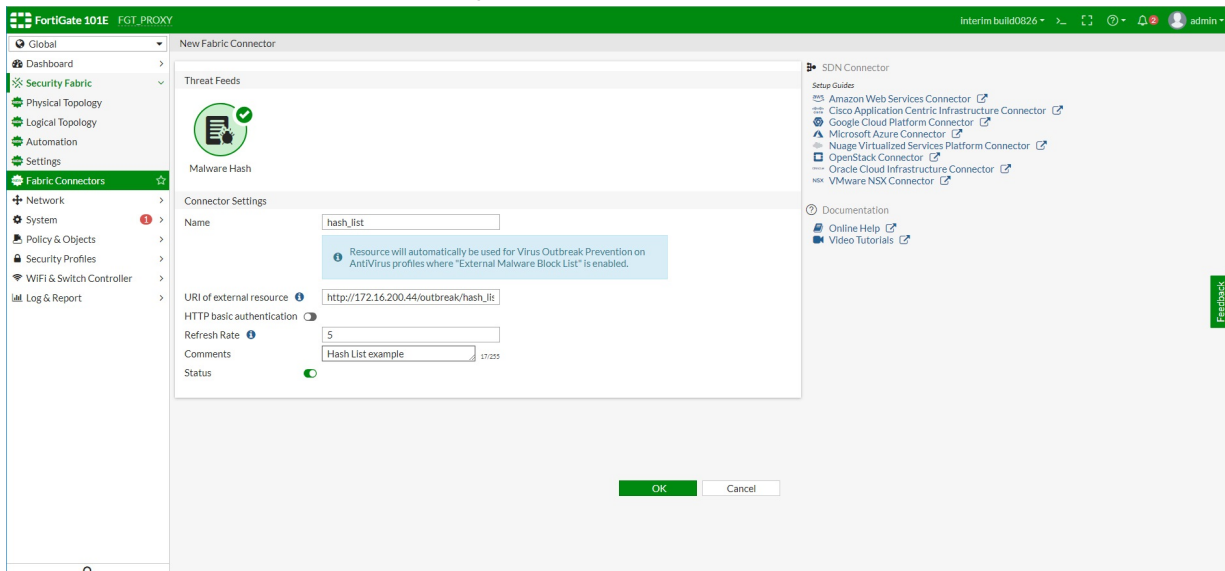 FortiGate 101E FGT_PROXY
interim build0826
>_
2
admin
Global
New Fabric Connector
Dashboard
Security Fabric
Physical Topology
Logical Topology
Automation
Settings
Fabric Connectors
Network
System 1
Policy & Objects
Security Profiles
WiFi & Switch Controller
Log & Report
Threat Feeds
Malware Hash
Connector Settings
Name hash_list
Resource will automatically be used for Virus Outbreak Prevention on
AntiVirus profiles where "External Malware Block List" is enabled.
URI of external resource http://172.16.200.44/outbreak/hash_lis
HTTP basic authentication
Refresh Rate 5
Comments Hash List example 17/255
Status
OK Cancel
SDN Connector
Setup Guides
aws Amazon Web Services Connector
Cisco Application Centric Infrastructure Connector
Google Cloud Platform Connector
Microsoft Azure Connector
Nuage Virtualized Services Platform Connector
OpenStack Connector
Oracle Cloud Infrastructure Connector
NSX VMware NSX Connector
Documentation
Online Help
Video Tutorials
Feedback